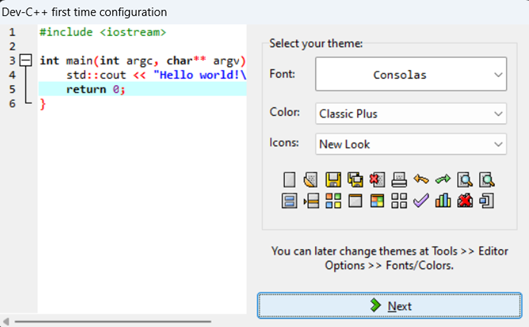 Dev-C++ first time configuration
1 #include <iostream>
2
3 int main(int argc, char** argv)
4 std::cout << "Hello world!\
5 return 0;
6 }
Select your theme:
Font: Consolas
Color: Classic Plus
Icons: New Look
You can later change themes at Tools >> Editor
Options >> Fonts/Colors.
Next